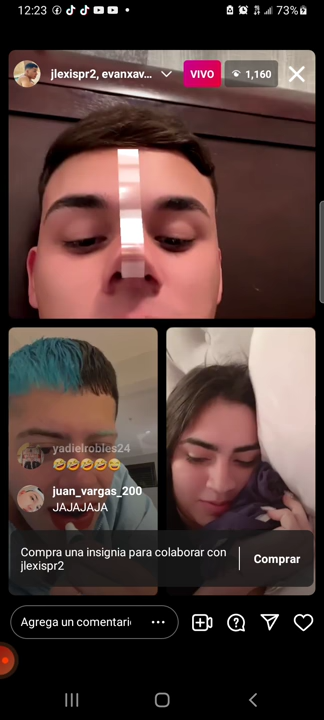 12:23
73%
jlexispr2, evanxav...
VIVO
1,160
yadielrobles24
🤣🤣🤣🤣😂
juan_vargas_200
JAJAJAJA
Compra una insignia para colaborar con
jlexispr2
Comprar
Agrega un comentari